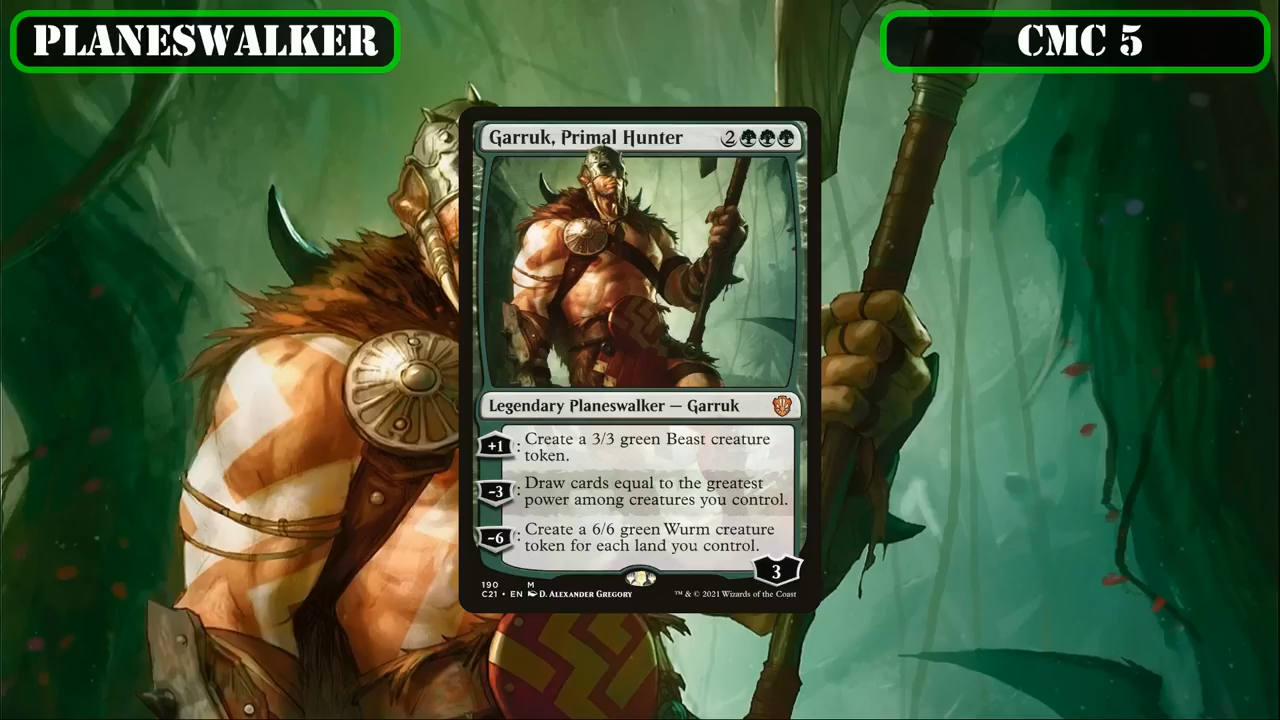 PLANESWALKER
CMC 5
Garruk, Primal Hunter 2
Legendary Planeswalker — Garruk
+1: Create a 3/3 green Beast creature
token.
-3: Draw cards equal to the greatest
power among creatures you control.
-6: Create a 6/6 green Wurm creature
token for each land you control.
3
190 M
C21 • EN D. ALEXANDER GREGORY ™ & © 2021 Wizards of the Coast